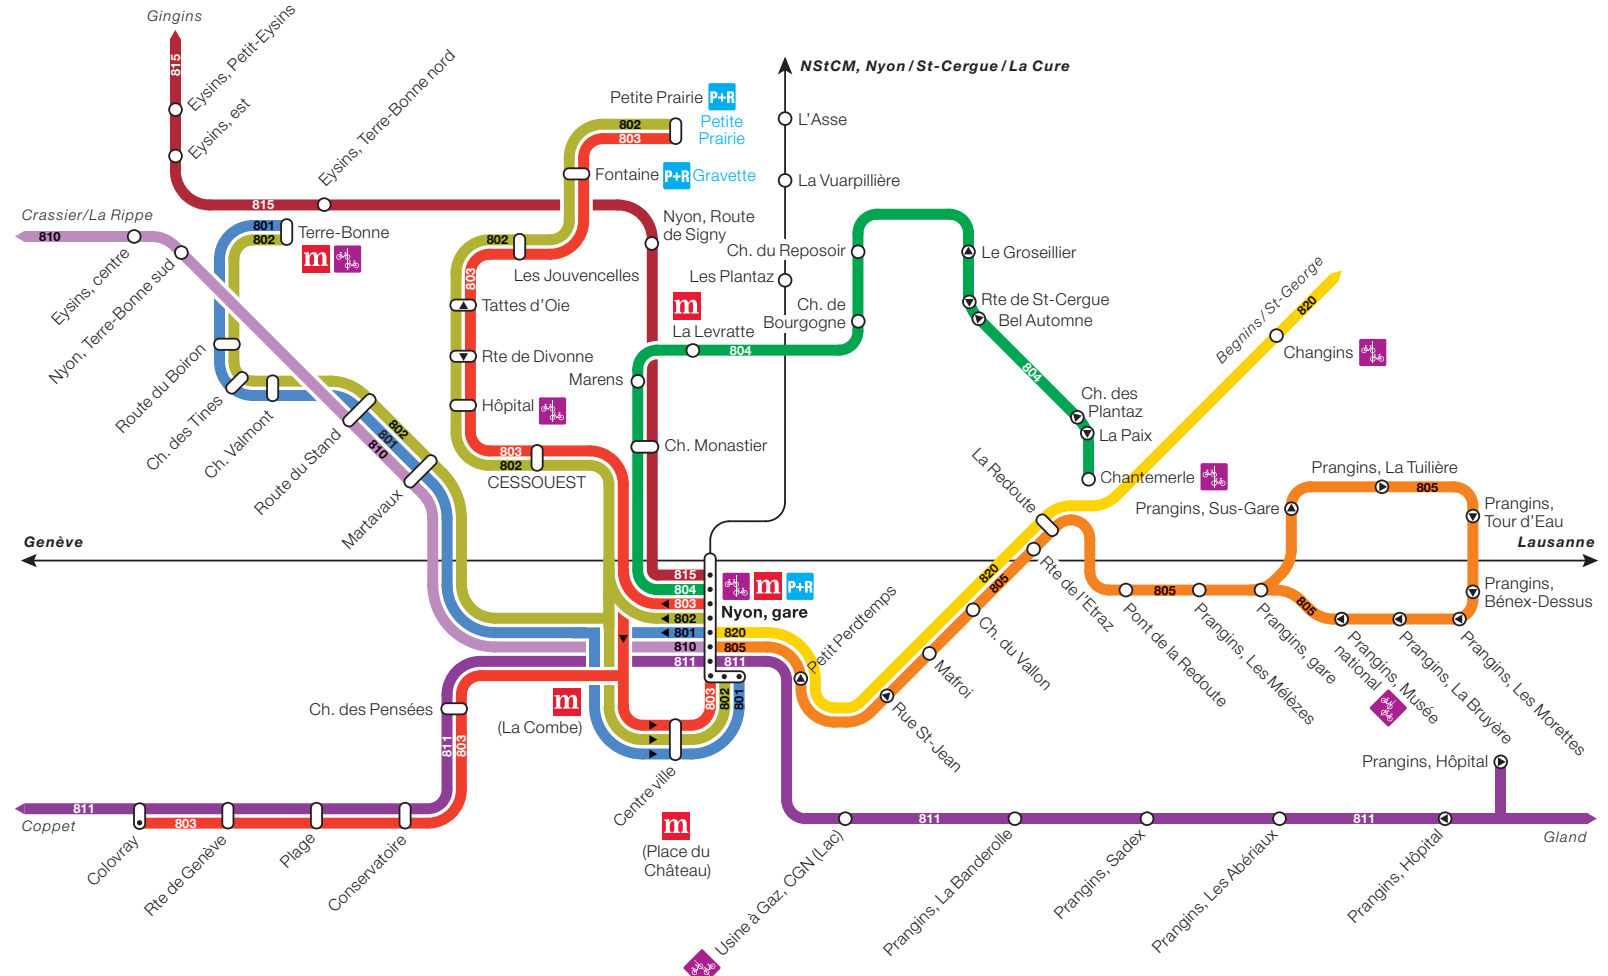 Gingins
815
Eysins, Petit-Eysins
Eysins, est
Eysins, Terre-Bonne nord
815
Crassier/La Rippe
810
801
802
Terre-Bonne
m
Eysins, centre
Nyon, Terre-Bonne sud
Route du Boiron
Ch. des Tines
Ch. Valmont
Route du Stand
Martavaux
802
801
810
Petite Prairie P+R
Petite
Prairie
802
803
Fontaine P+R Gravette
802
803
Les Jouvencelles
Tattes d'Oie
Rte de Divonne
Hôpital
803
802
CESSOUEST
Nyon, Route
de Signy
m
La Levratte
804
Marens
Ch. Monastier
NStCM, Nyon / St-Cergue / La Cure
L'Asse
La Vuarpillière
Les Plantaz
Ch. du Reposoir
Ch. de
Bourgogne
Le Groseillier
Rte de St-Cergue
Bel Automne
804
Ch. des
Plantaz
La Paix
Chantemerle
Begnins / St-George
820
Changins
La Redoute
Prangins, Sus-Gare
Prangins, La Tuilière
805
Prangins,
Tour d'Eau
Prangins,
Bénex-Dessus
Genève
Lausanne
815
804
803
802
801
810
811
m P+R
Nyon, gare
820
805
811
803
802
801
Petit Perdtemps
820
805
Rte de l'Etraz
Ch. du Vallon
Mafroi
Rue St-Jean
805
Pont de la Redoute
Prangins, Les Mélèzes
Prangins, gare
805
Prangins, Musée
national
Prangins, La Bruyère
Prangins, Les Morettes
m
(La Combe)
Centre ville
m
(Place du
Château)
Ch. des Pensées
811
803
811
Coppet
803
Colovray
Rte de Genève
Plage
Conservatoire
Usine à Gaz, CGN (Lac)
811
Prangins, La Banderolle
Prangins, Sadex
Prangins, Les Abériaux
811
Prangins, Hôpital
Prangins, Hôpital
Gland